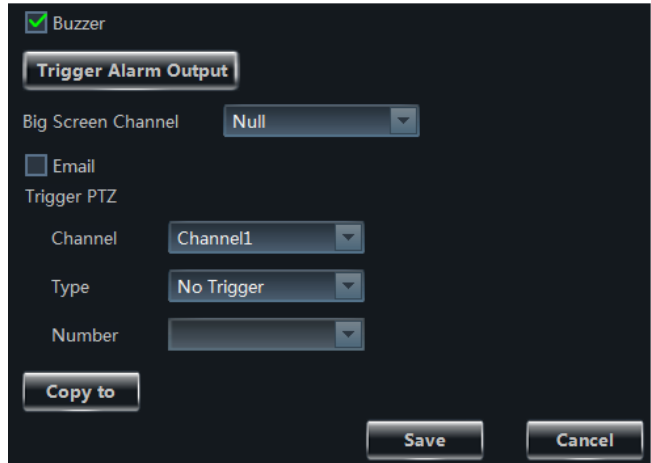 Buzzer
Trigger Alarm Output
Big Screen Channel Null
Email
Trigger PTZ
Channel Channel1
Type No Trigger
Number
Copy to
Save Cancel